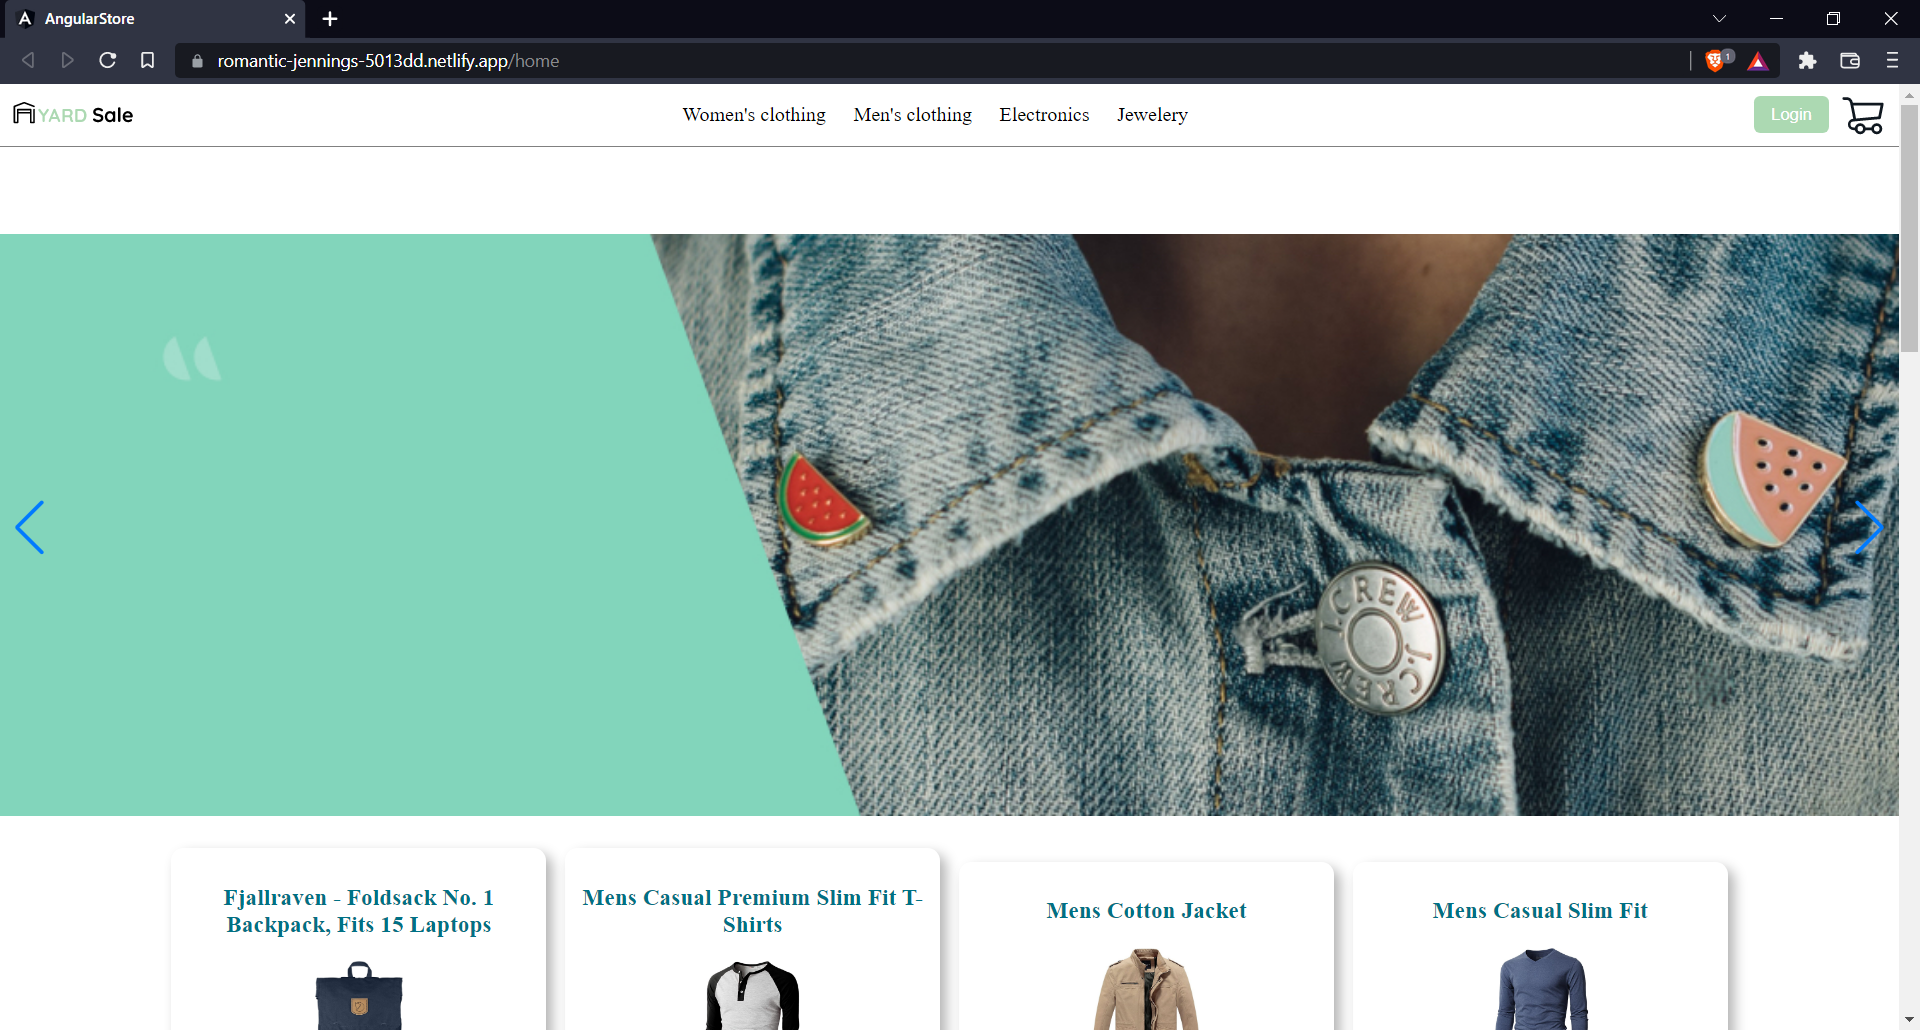 AngularStore
romantic-jennings-5013dd.netlify.app/home
1
YARD Sale
Women's clothing
Men's clothing
Electronics
Jewelery
Login
J.CREW J.CREW
Fjallraven - Foldsack No. 1
Backpack, Fits 15 Laptops
Mens Casual Premium Slim Fit T-
Shirts
Mens Cotton Jacket
Mens Casual Slim Fit